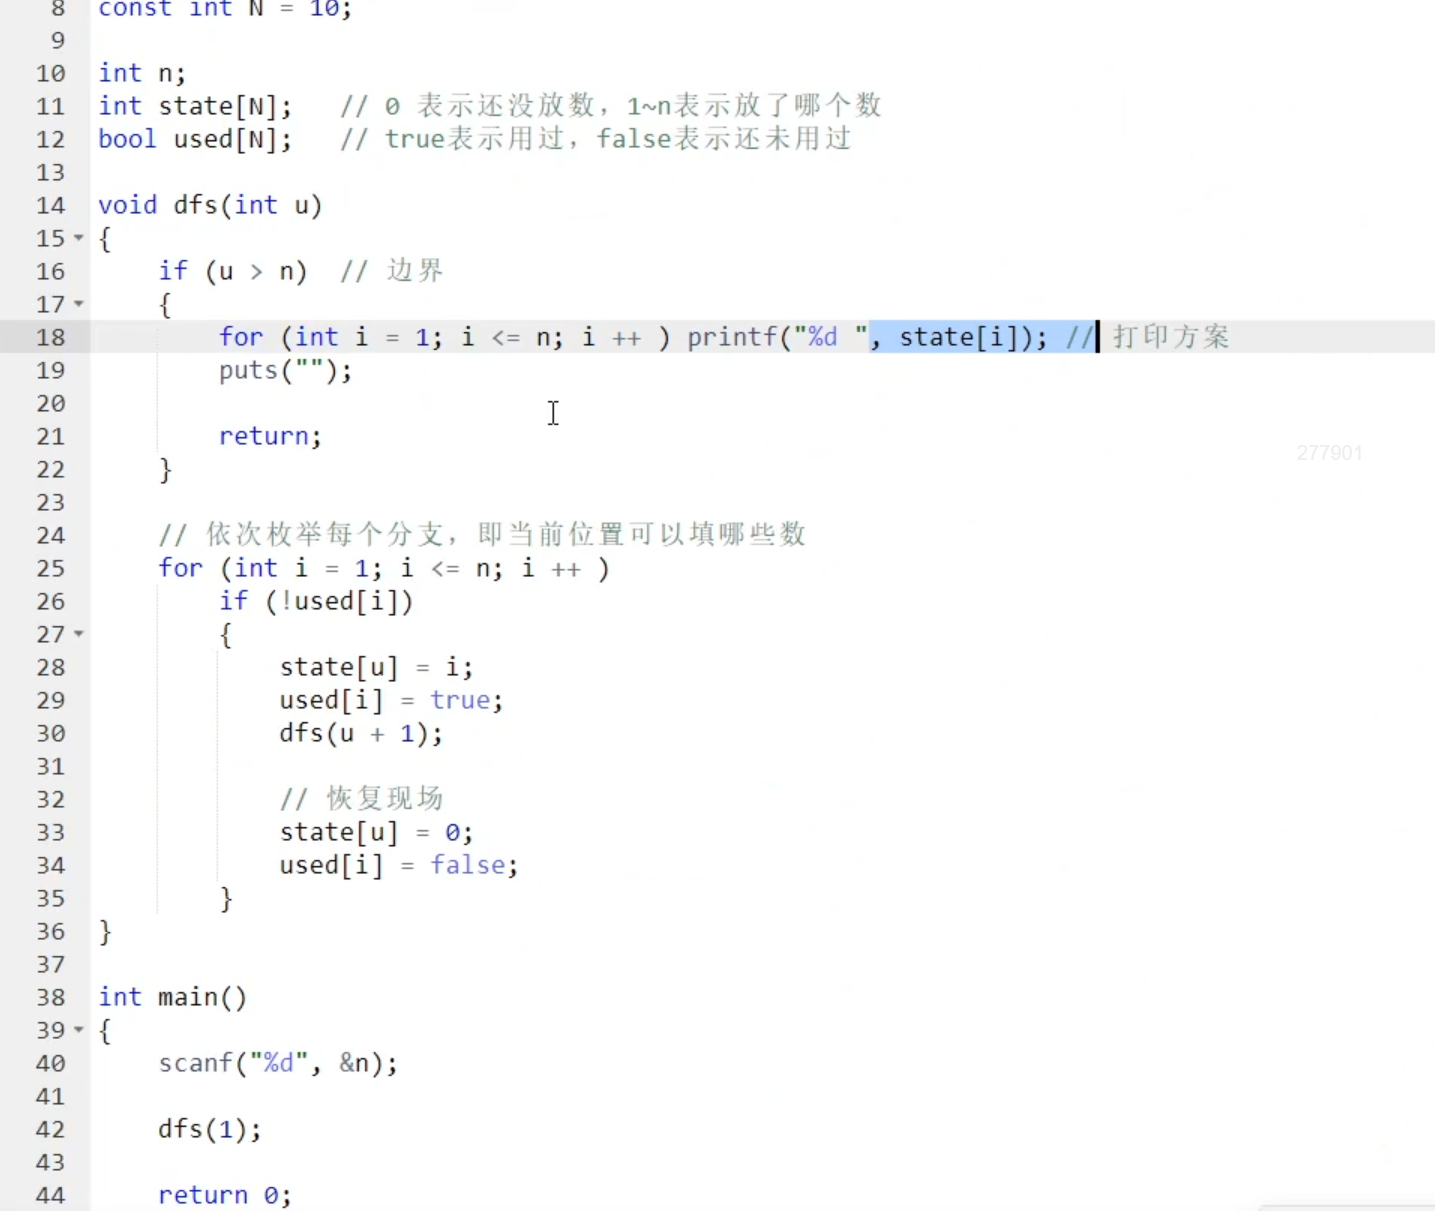 8 const int N = 10;
9
10 int n;
11 int state[N];   // 0 表示还没放数，1~n表示放了哪个数
12 bool used[N];   // true表示用过，false表示还未用过
13
14 void dfs(int u)
15 {
16     if (u > n)  // 边界
17     {
18         for (int i = 1; i <= n; i ++ ) printf("%d ", state[i]); // 打印方案
19         puts("");
20
21         return;
22     }
23
24     // 依次枚举每个分支，即当前位置可以填哪些数
25     for (int i = 1; i <= n; i ++ )
26         if (!used[i])
27         {
28             state[u] = i;
29             used[i] = true;
30             dfs(u + 1);
31
32             // 恢复现场
33             state[u] = 0;
34             used[i] = false;
35         }
36 }
37
38 int main()
39 {
40     scanf("%d", &n);
41
42     dfs(1);
43
44     return 0;
277901